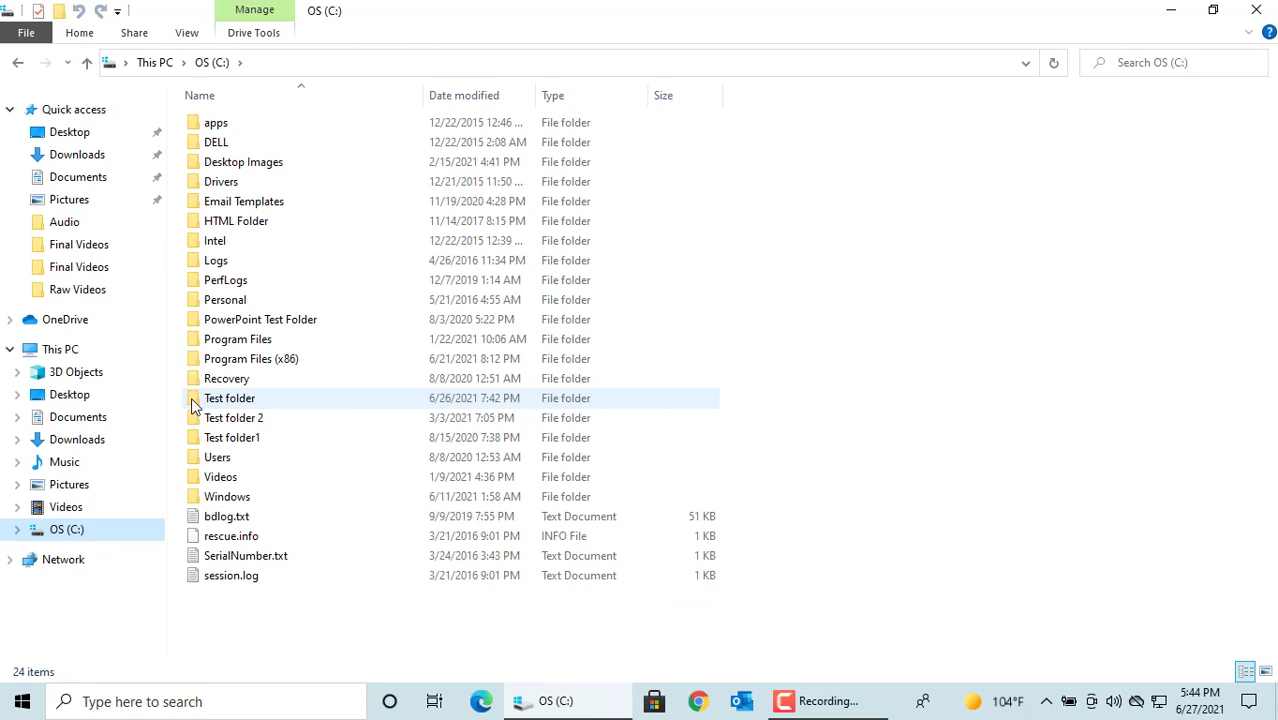 Manage
OS (C:)
File
Home
Share
View
Drive Tools
This PC
OS (C:)
Search OS (C:)
Quick access
Desktop
Downloads
Documents
Pictures
Audio
Final Videos
Final Videos
Raw Videos
OneDrive
This PC
3D Objects
Desktop
Documents
Downloads
Music
Pictures
Videos
OS (C:)
Network
Name Date modified Type Size
apps 12/22/2015 12:46 ... File folder
DELL 12/22/2015 2:08 AM File folder
Desktop Images 2/15/2021 4:41 PM File folder
Drivers 12/21/2015 11:50 ... File folder
Email Templates 11/19/2020 4:28 PM File folder
HTML Folder 11/14/2017 8:15 PM File folder
Intel 12/22/2015 12:39 ... File folder
Logs 4/26/2016 11:34 PM File folder
PerfLogs 12/7/2019 1:14 AM File folder
Personal 5/21/2016 4:55 AM File folder
PowerPoint Test Folder 8/3/2020 5:22 PM File folder
Program Files 1/22/2021 10:06 AM File folder
Program Files (x86) 6/21/2021 8:12 PM File folder
Recovery 8/8/2020 12:51 AM File folder
Test folder 6/26/2021 7:42 PM File folder
Test folder 2 3/3/2021 7:05 PM File folder
Test folder1 8/15/2020 7:38 PM File folder
Users 8/8/2020 12:53 AM File folder
Videos 1/9/2021 4:36 PM File folder
Windows 6/11/2021 1:58 AM File folder
bdlog.txt 9/9/2019 7:55 PM Text Document 51 KB
rescue.info 3/21/2016 9:01 PM INFO File 1 KB
SerialNumber.txt 3/24/2016 3:43 PM Text Document 1 KB
session.log 3/21/2016 9:01 PM Text Document 1 KB
24 items
Type here to search
OS (C:)
Recording...
104°F
5:44 PM
6/27/2021